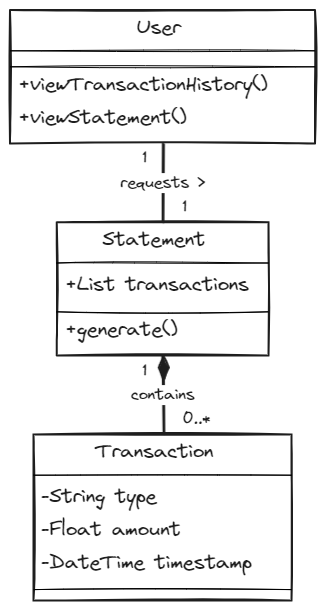 User
+viewTransactionHistory()
+viewStatement()
1
requests >
1
Statement
+List transactions
+generate()
1
contains
0..*
Transaction
-String type
-Float amount
-DateTime timestamp